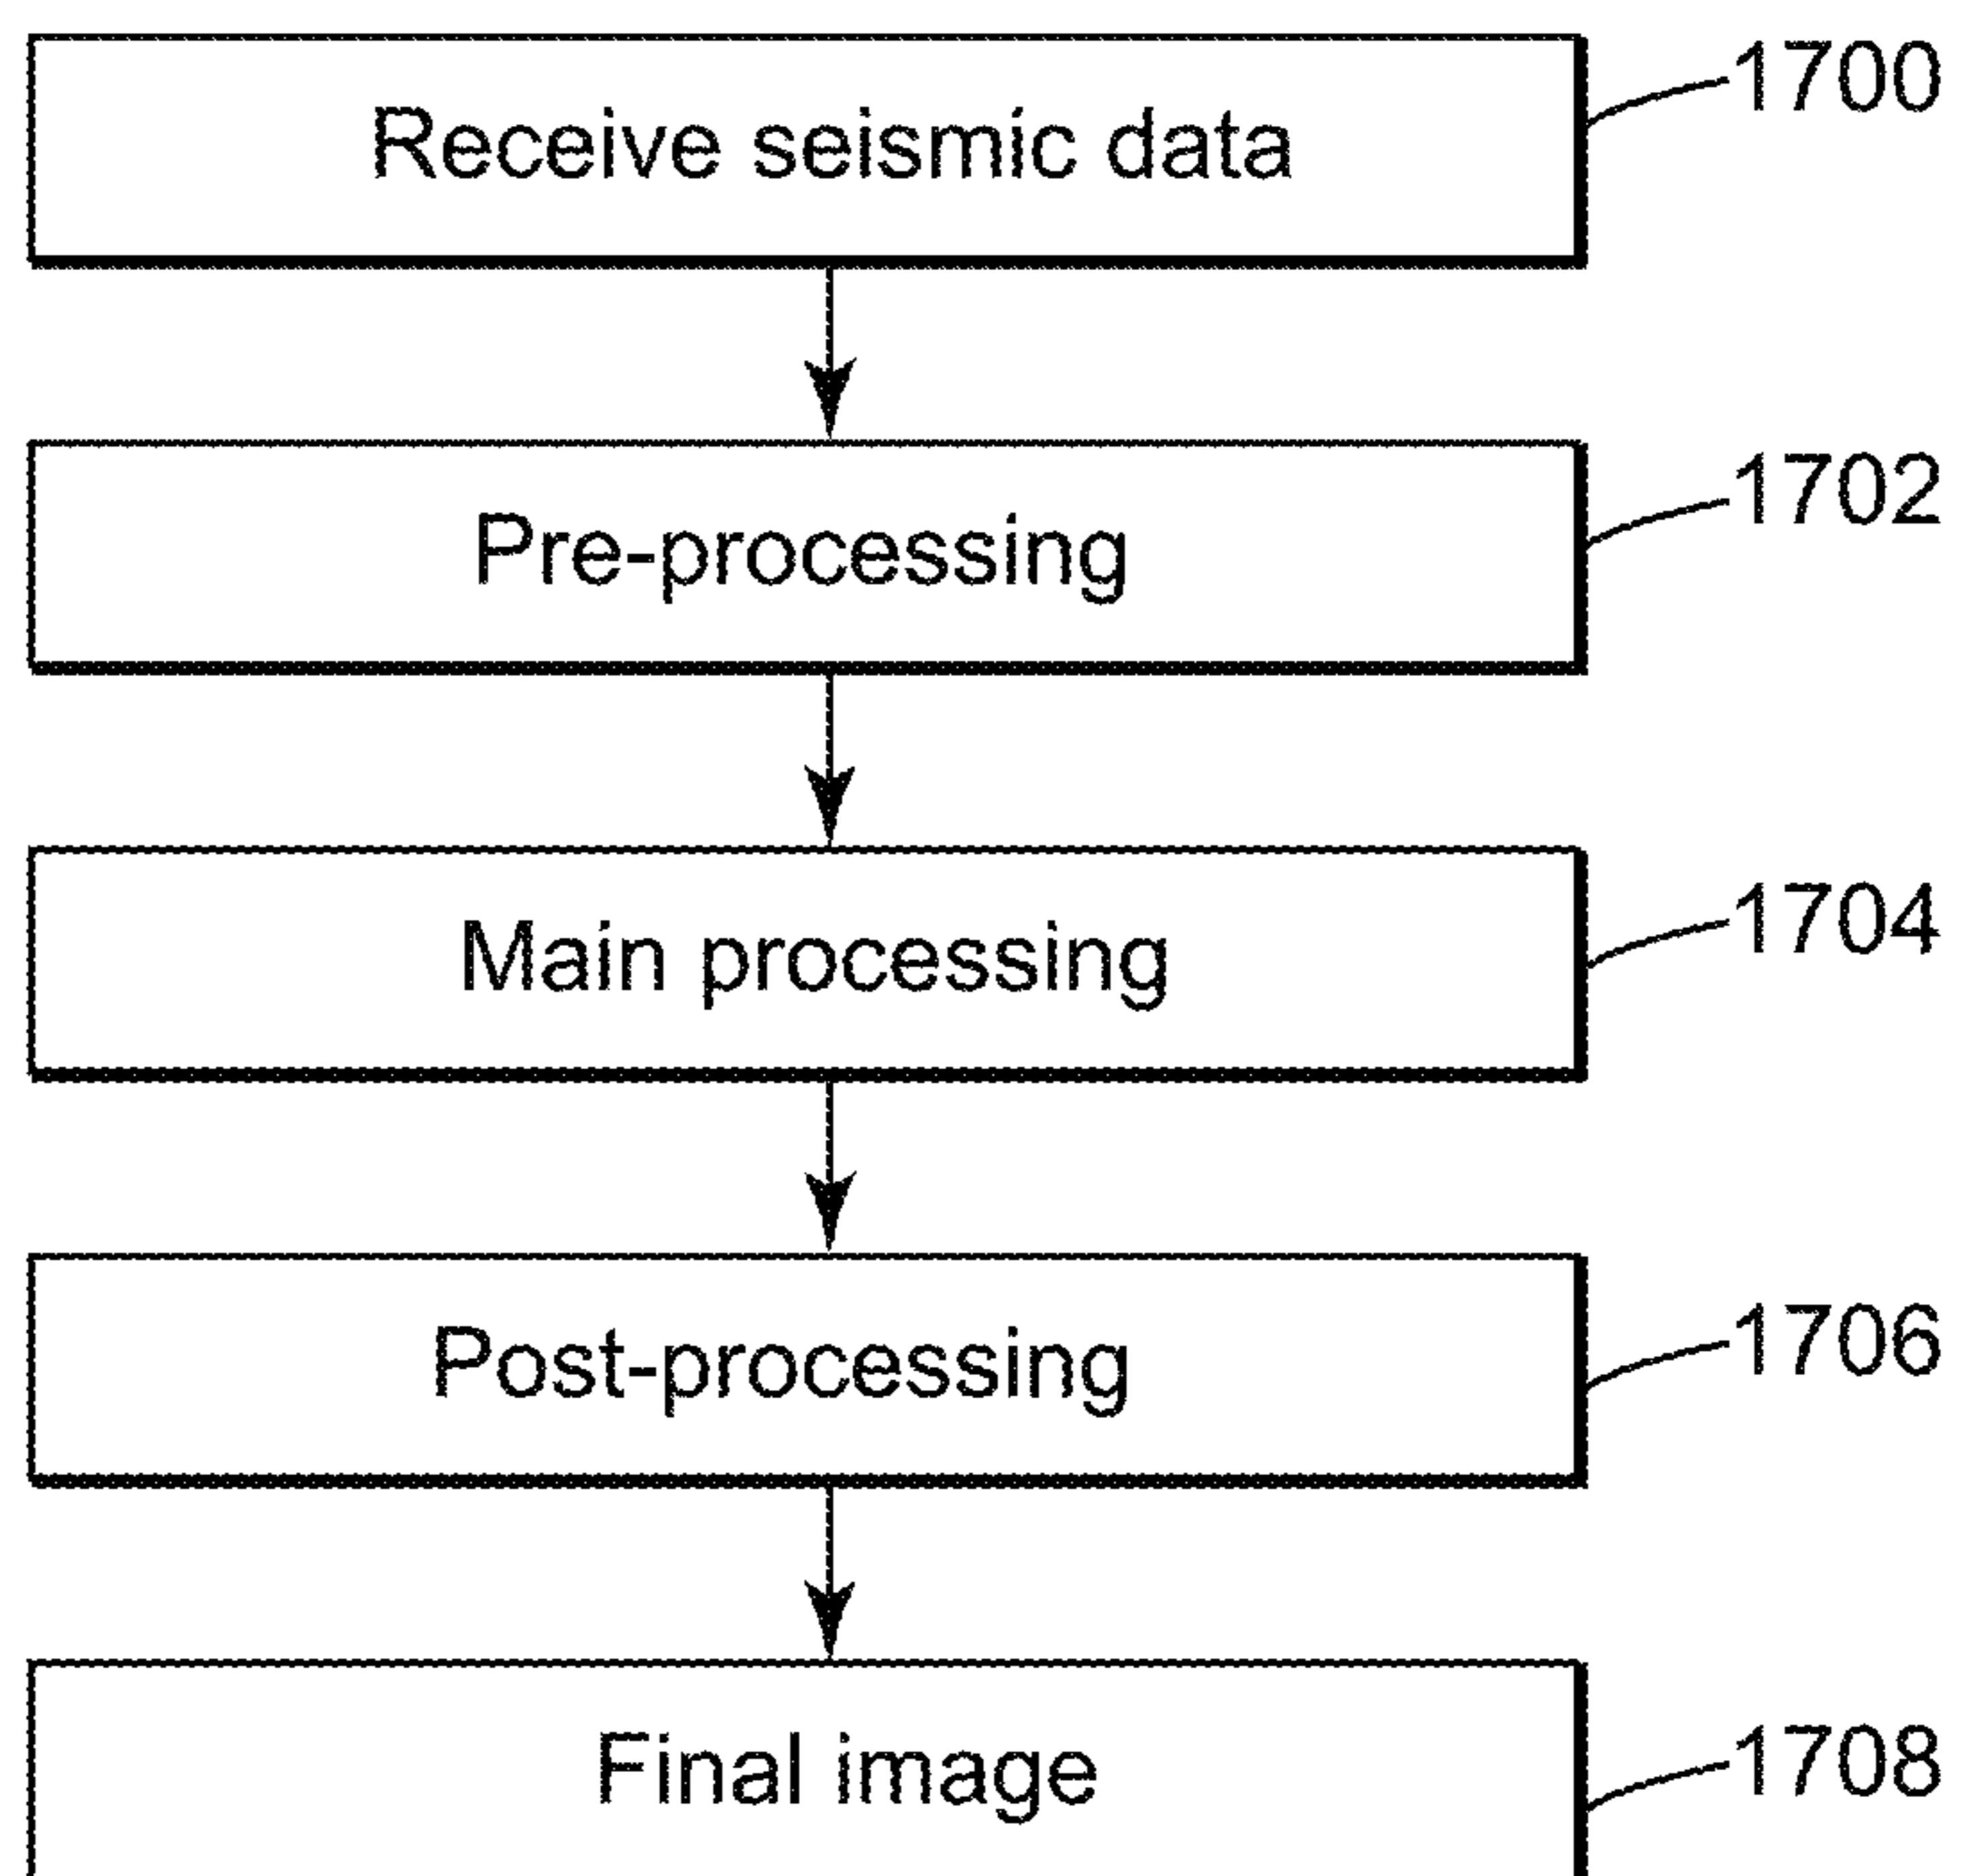 Receive seismic data
1700
Pre-processing
1702
Main processing
1704
Post-processing
1706
Final image
1708